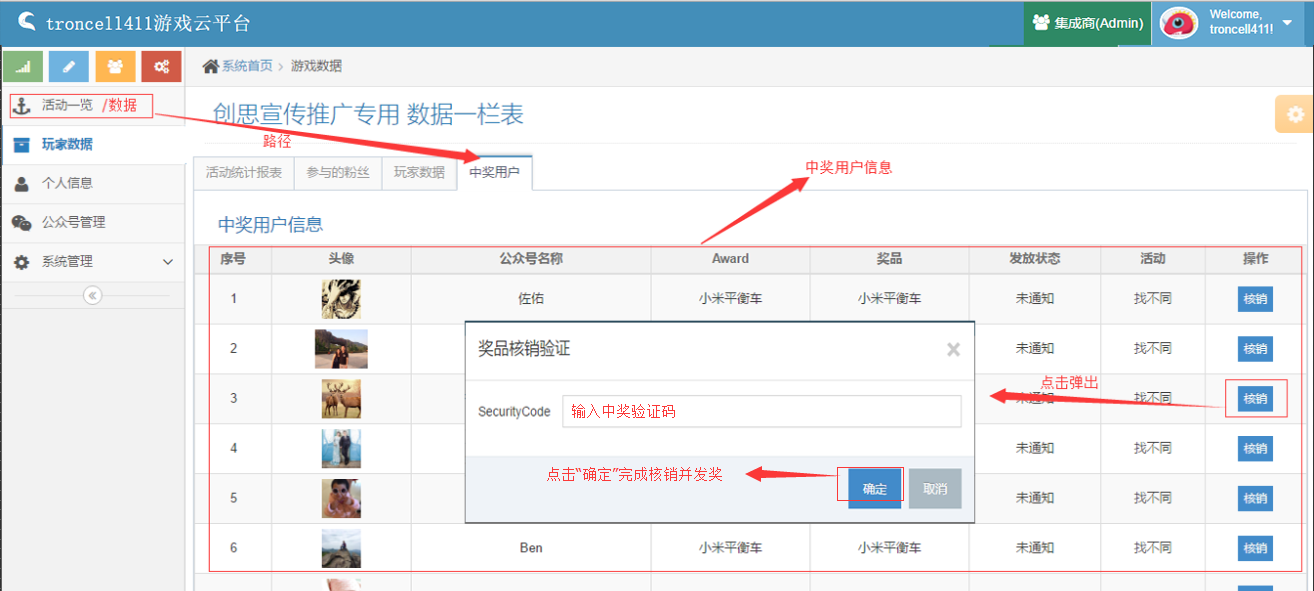 troncell411游戏云平台
集成商(Admin)
Welcome,
troncell411!
系统首页 > 游戏数据
活动一览 /数据
玩家数据
个人信息
公众号管理
系统管理
创思宣传推广专用 数据一栏表
路径
活动统计报表 参与的粉丝 玩家数据 中奖用户
中奖用户信息
中奖用户信息
序号 头像 公众号名称 Award 奖品 发放状态 活动 操作
1 佐佑 小米平衡车 小米平衡车 未通知 找不同 核销
2 未通知 找不同 核销
3 未通知 找不同 核销
点击弹出
4 未通知 找不同 核销
5 未通知 找不同 核销
6 Ben 小米平衡车 小米平衡车 未通知 找不同 核销
奖品核销验证 ×
SecurityCode 输入中奖验证码
点击“确定”完成核销并发奖
确定 取消